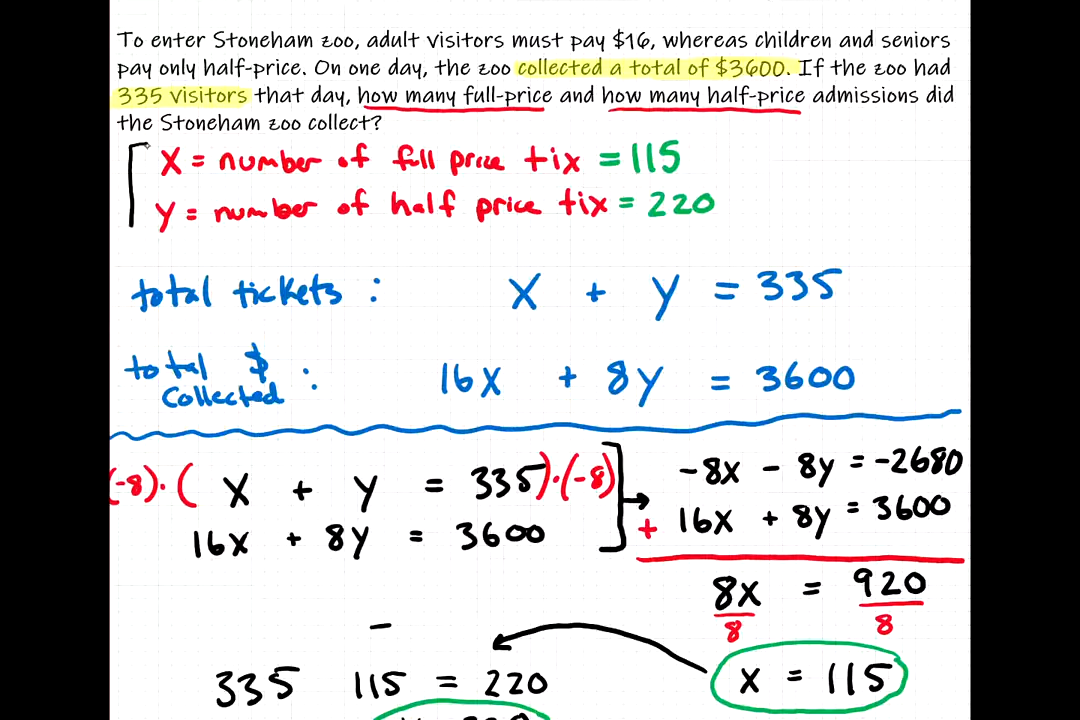 To enter Stoneham zoo, adult visitors must pay $16, whereas children and seniors
pay only half-price. On one day, the zoo collected a total of $3600. If the zoo had
335 visitors that day, how many full-price and how many half-price admissions did
the Stoneham zoo collect?
X = number of full price tix = 115
Y = number of half price tix = 220
total tickets : X + Y = 335
total $ collected : 16X + 8Y = 3600
(-8)·( X + Y = 335)·(-8)
16X + 8Y = 3600
-8X - 8Y = -2680
+ 16X + 8Y = 3600
8X = 920
8 8
X = 115
335 - 115 = 220